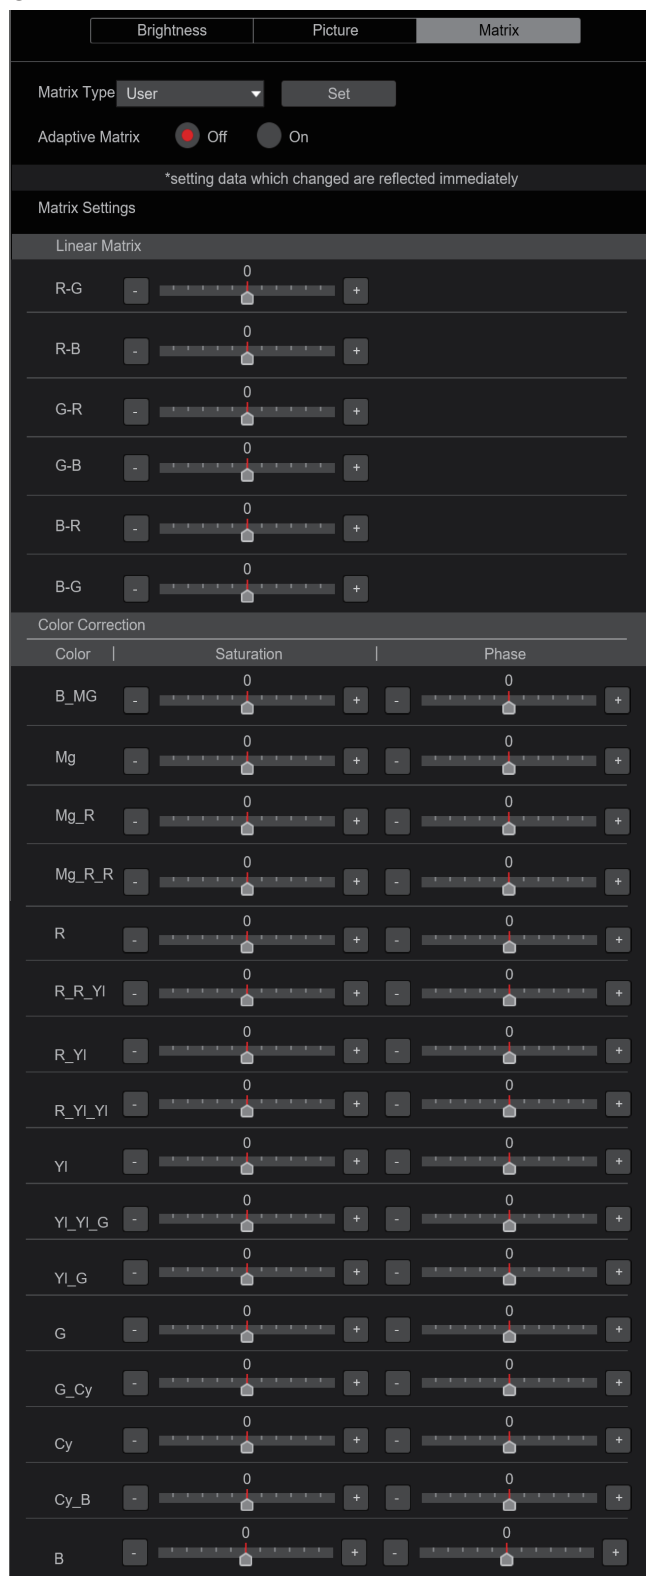 Brightness Picture Matrix
Matrix Type User Set
Adaptive Matrix Off On
*setting data which changed are reflected immediately
Matrix Settings
Linear Matrix
0
R-G - +
0
R-B - +
0
G-R - +
0
G-B - +
0
B-R - +
0
B-G - +
Color Correction
Color | Saturation | Phase
0 0
B_MG - + - +
0 0
Mg - + - +
0 0
Mg_R - + - +
0 0
Mg_R_R - + - +
0 0
R - + - +
0 0
R_R_Yl - + - +
0 0
R_Yl - + - +
0 0
R_Yl_Yl - + - +
0 0
Yl - + - +
0 0
Yl_Yl_G - + - +
0 0
Yl_G - + - +
0 0
G - + - +
0 0
G_Cy - + - +
0 0
Cy - + - +
0 0
Cy_B - + - +
0 0
B - + - +